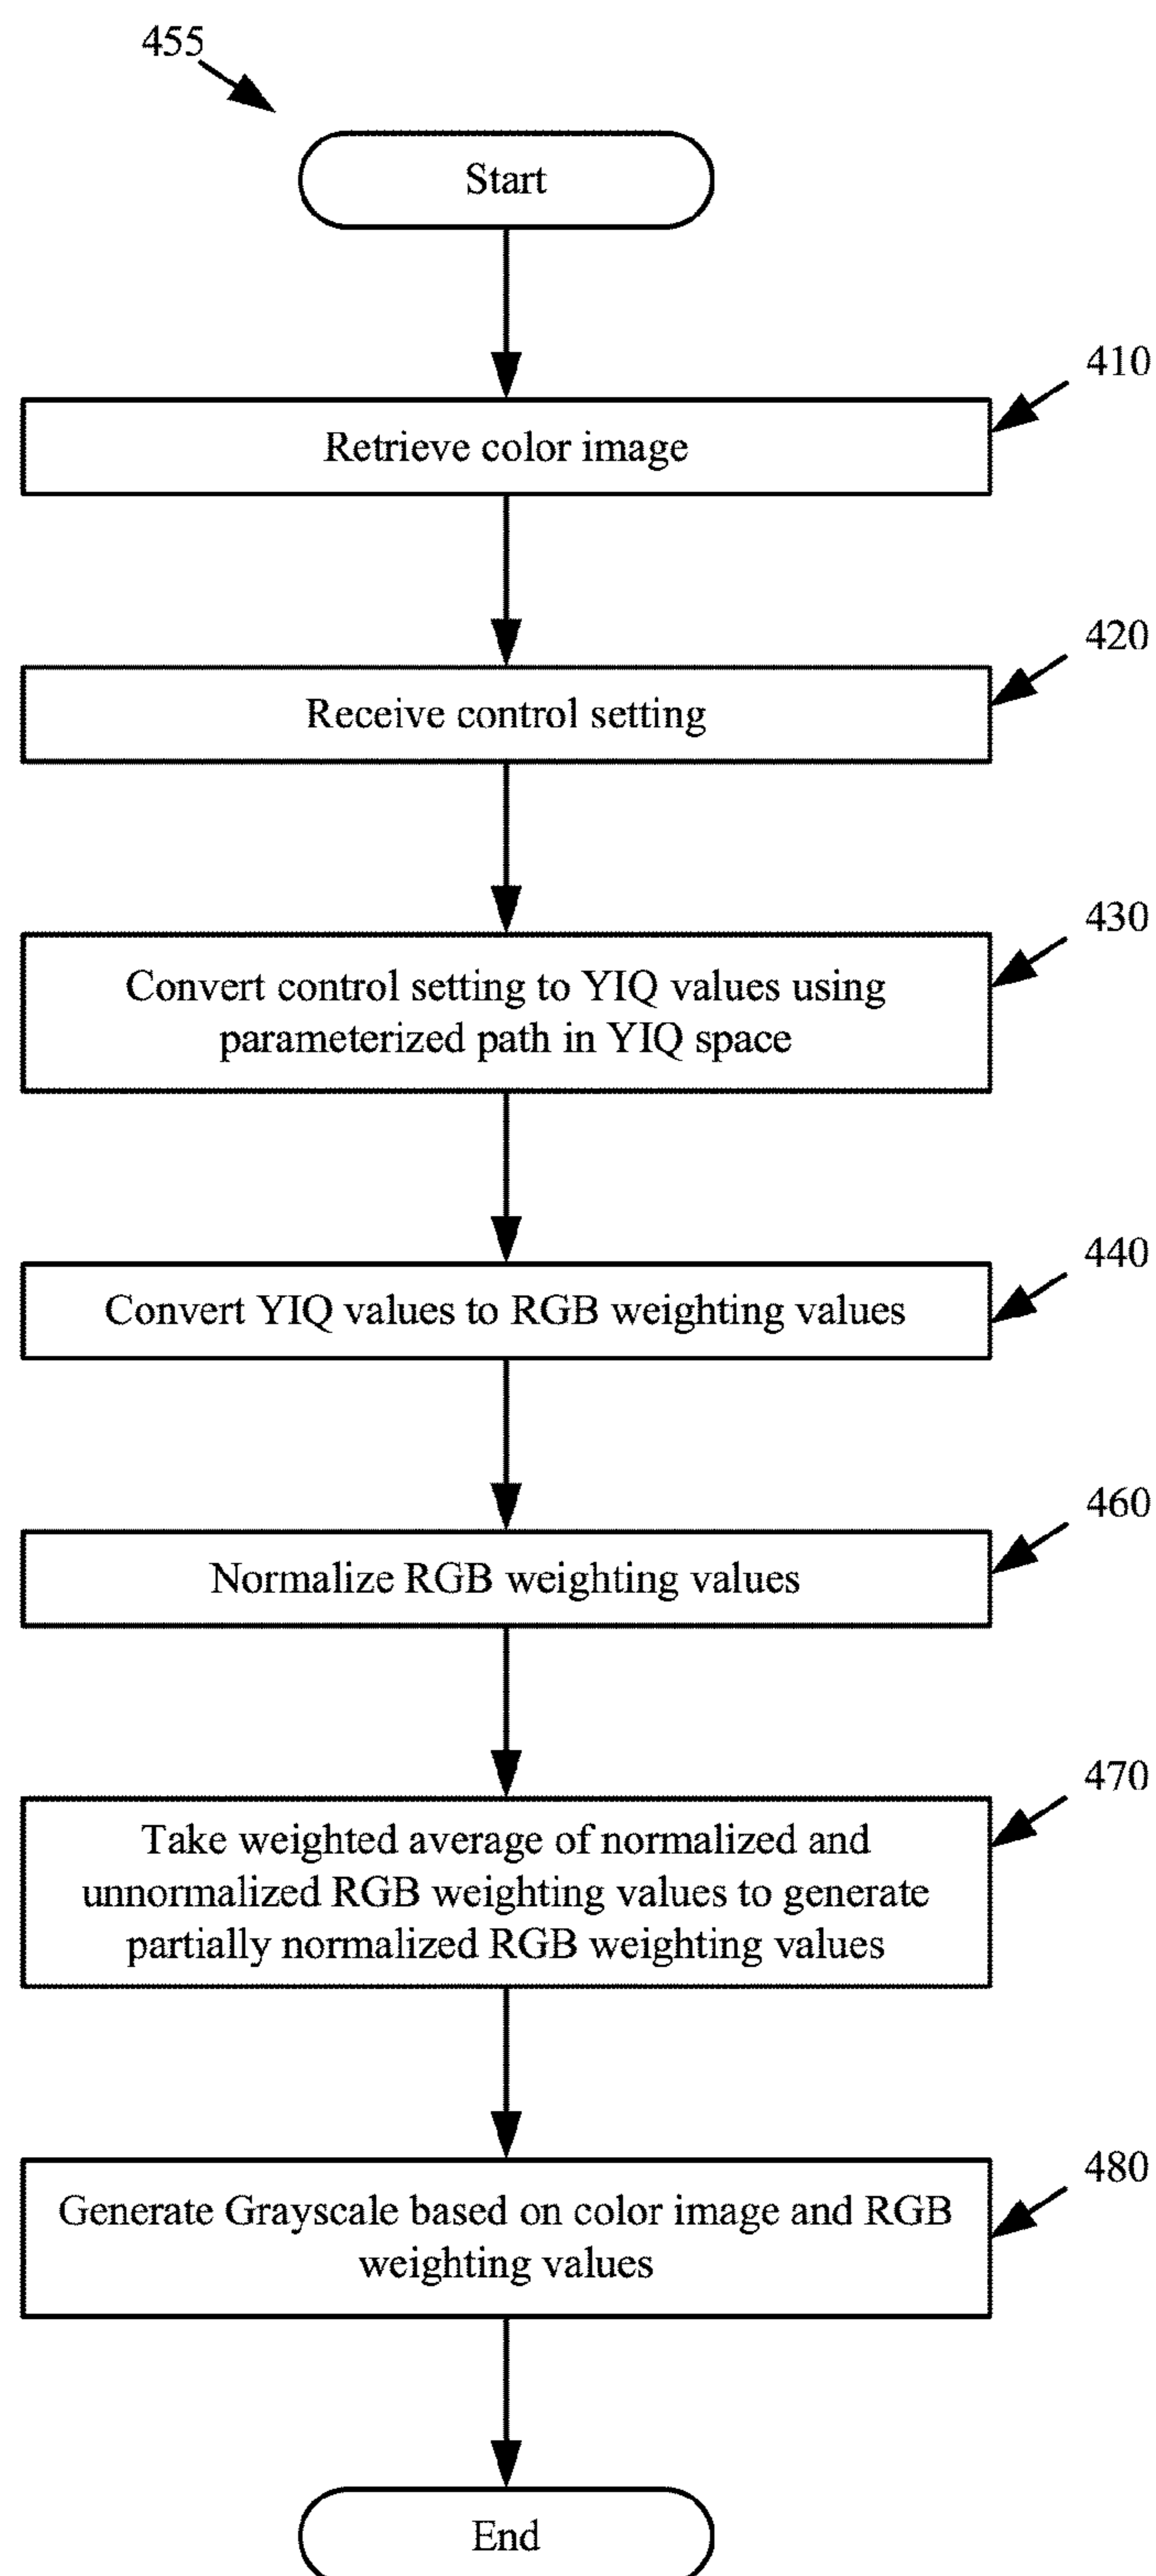 455
Start
410
Retrieve color image
420
Receive control setting
430
Convert control setting to YIQ values using
parameterized path in YIQ space
440
Convert YIQ values to RGB weighting values
460
Normalize RGB weighting values
470
Take weighted average of normalized and
unnormalized RGB weighting values to generate
partially normalized RGB weighting values
480
Generate Grayscale based on color image and RGB
weighting values
End